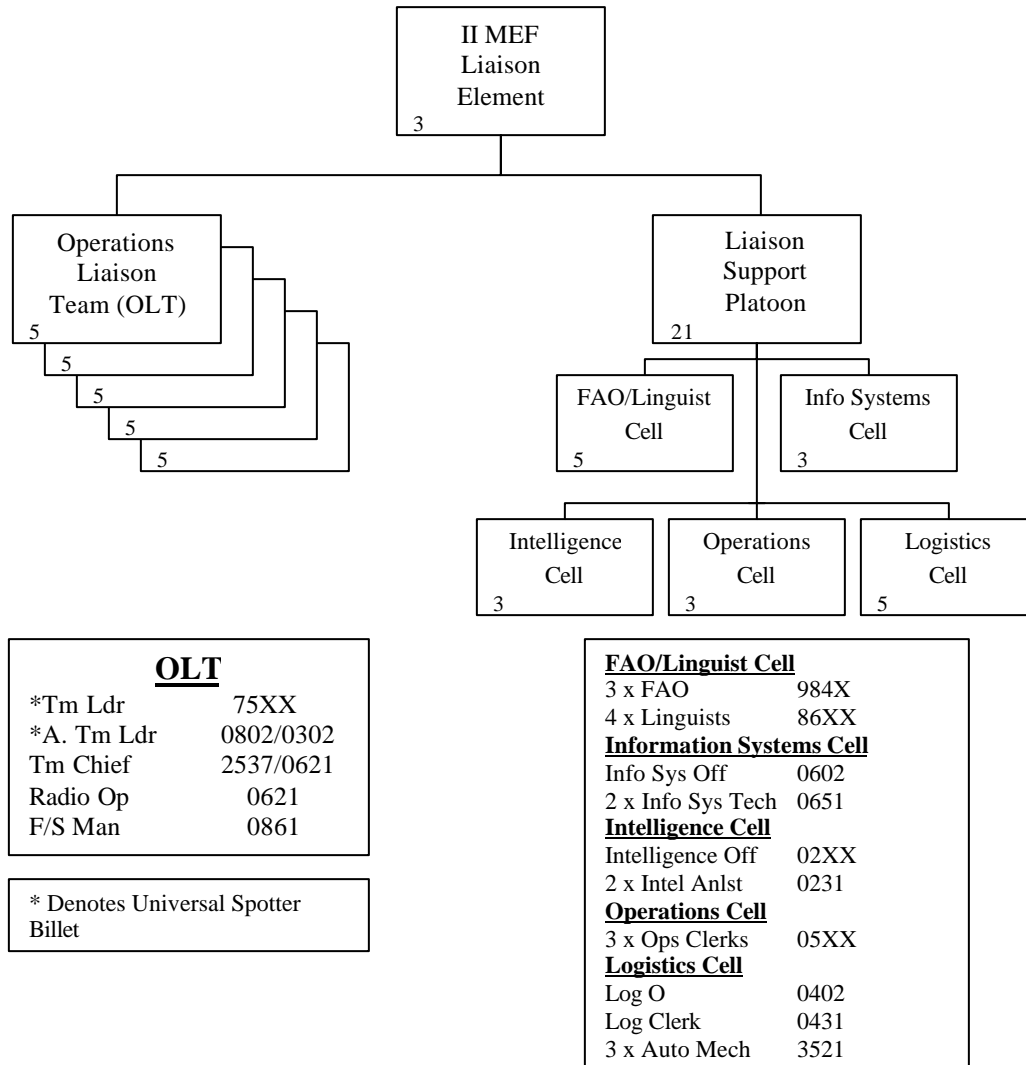 II MEF
Liaison
Element
3
Operations
Liaison
Team (OLT)
5
5
5
5
5
Liaison
Support
Platoon
21
FAO/Linguist
Cell
5
Info Systems
Cell
3
Intelligence
Cell
3
Operations
Cell
3
Logistics
Cell
5
OLT
*Tm Ldr 75XX
*A. Tm Ldr 0802/0302
Tm Chief 2537/0621
Radio Op 0621
F/S Man 0861
* Denotes Universal Spotter
Billet
FAO/Linguist Cell
3 x FAO 984X
4 x Linguists 86XX
Information Systems Cell
Info Sys Off 0602
2 x Info Sys Tech 0651
Intelligence Cell
Intelligence Off 02XX
2 x Intel Anlst 0231
Operations Cell
3 x Ops Clerks 05XX
Logistics Cell
Log O 0402
Log Clerk 0431
3 x Auto Mech 3521